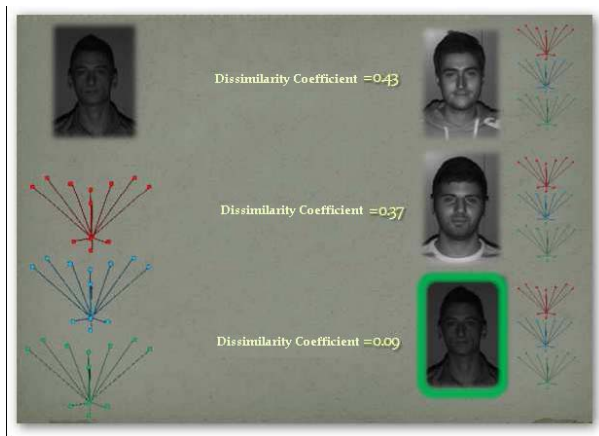 Dissimilarity Coefficient =0.43
Dissimilarity Coefficient =0.37
Dissimilarity Coefficient =0.09